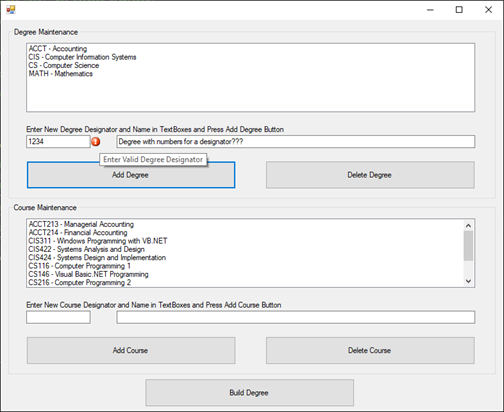 Degree Maintenance
ACCT - Accounting
CIS - Computer Information Systems
CS - Computer Science
MATH - Mathematics
Enter New Degree Designator and Name in TextBoxes and Press Add Degree Button
1234 Degree with numbers for a designator???
Enter Valid Degree Designator
Add Degree Delete Degree
Course Maintenance
ACCT213 - Managerial Accounting
ACCT214 - Financial Accounting
CIS311 - Windows Programming with VB.NET
CIS422 - Systems Analysis and Design
CIS424 - Systems Design and Implementation
CS116 - Computer Programming 1
CS146 - Visual Basic.NET Programming
CS216 - Computer Programming 2
Enter New Course Designator and Name in TextBoxes and Press Add Course Button
Add Course Delete Course
Build Degree